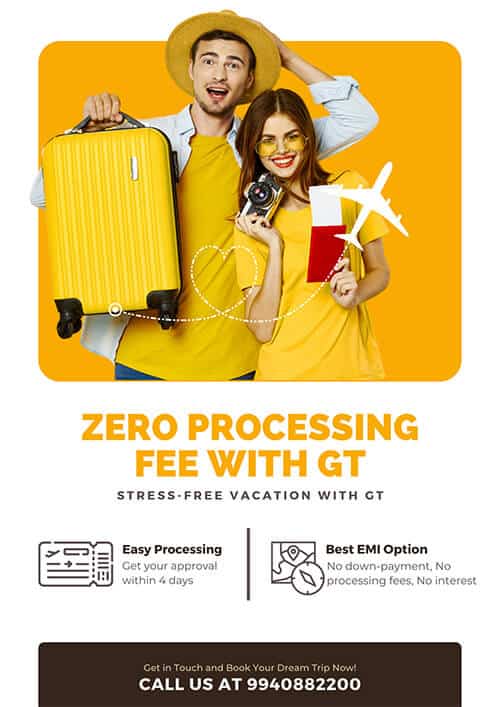 ZERO PROCESSING
FEE WITH GT
STRESS-FREE VACATION WITH GT
Easy Processing
Get your approval
within 4 days
Best EMI Option
No down-payment, No
processing fees, No interest
Get in Touch and Book Your Dream Trip Now!
CALL US AT 9940882200